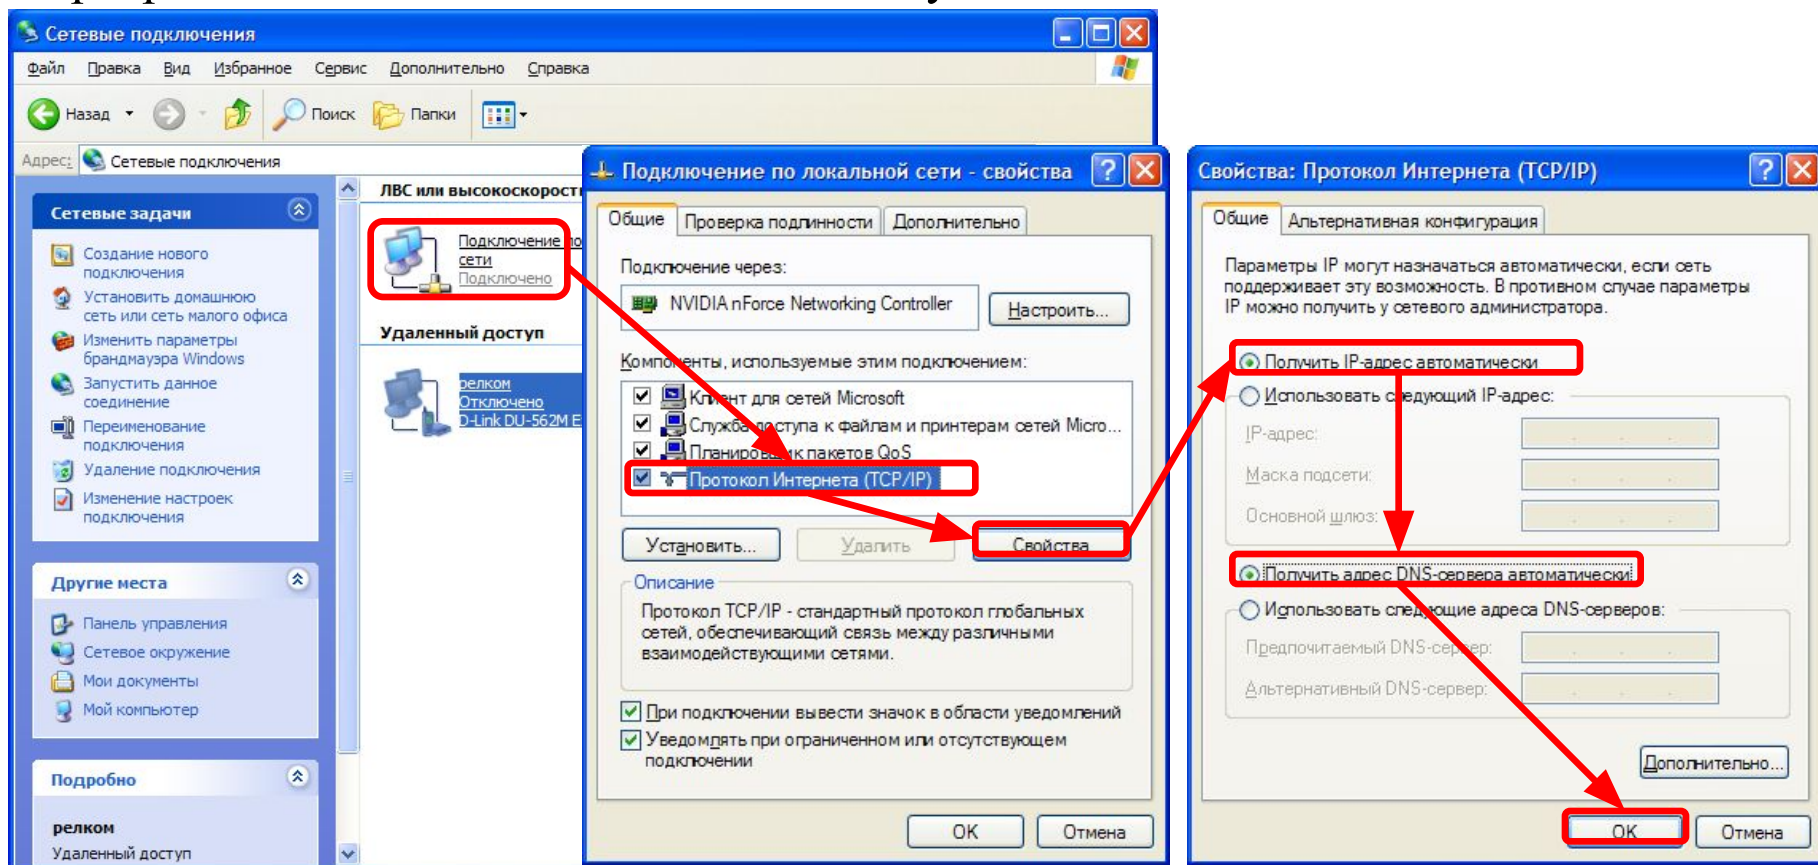 Сетевые подключения
Файл Правка Вид Избранное Сервис Дополнительно Справка
Назад Поиск Папки
Адрес: Сетевые подключения
Сетевые задачи
Создание нового
подключения
Установить домашнюю
сеть или сеть малого офиса
Изменить параметры
брандмауэра Windows
Запустить данное
соединение
Переименование
подключения
Удаление подключения
Изменение настроек
подключения
Другие места
Панель управления
Сетевое окружение
Мои документы
Мой компьютер
Подробно
релком
Удаленный доступ
ЛВС или высокоскорост
Подключение по
сети
Подключено
Удаленный доступ
релком
Отключено
D-Link DU-562M E
Подключение по локальной сети - свойства
Общие Проверка подлинности Дополнительно
Подключение через:
NVIDIA nForce Networking Controller
Настроить...
Компоненты, используемые этим подключением:
Клиент для сетей Microsoft
Служба доступа к файлам и принтерам сетей Micro...
Планировщик пакетов QoS
Протокол Интернета (TCP/IP)
Установить... Удалить Свойства
Описание
Протокол TCP/IP - стандартный протокол глобальных
сетей, обеспечивающий связь между различными
взаимодействующими сетями.
При подключении вывести значок в области уведомлений
Уведомлять при ограниченном или отсутствующем
подключении
OK Отмена
Свойства: Протокол Интернета (TCP/IP)
Общие Альтернативная конфигурация
Параметры IP могут назначаться автоматически, если сеть
поддерживает эту возможность. В противном случае параметры
IP можно получить у сетевого администратора.
Получить IP-адрес автоматически
Использовать следующий IP-адрес:
IP-адрес:
Маска подсети:
Основной шлюз:
Получить адрес DNS-сервера автоматически
Использовать следующие адреса DNS-серверов:
Предпочитаемый DNS-сервер:
Альтернативный DNS-сервер:
Дополнительно...
OK Отмена